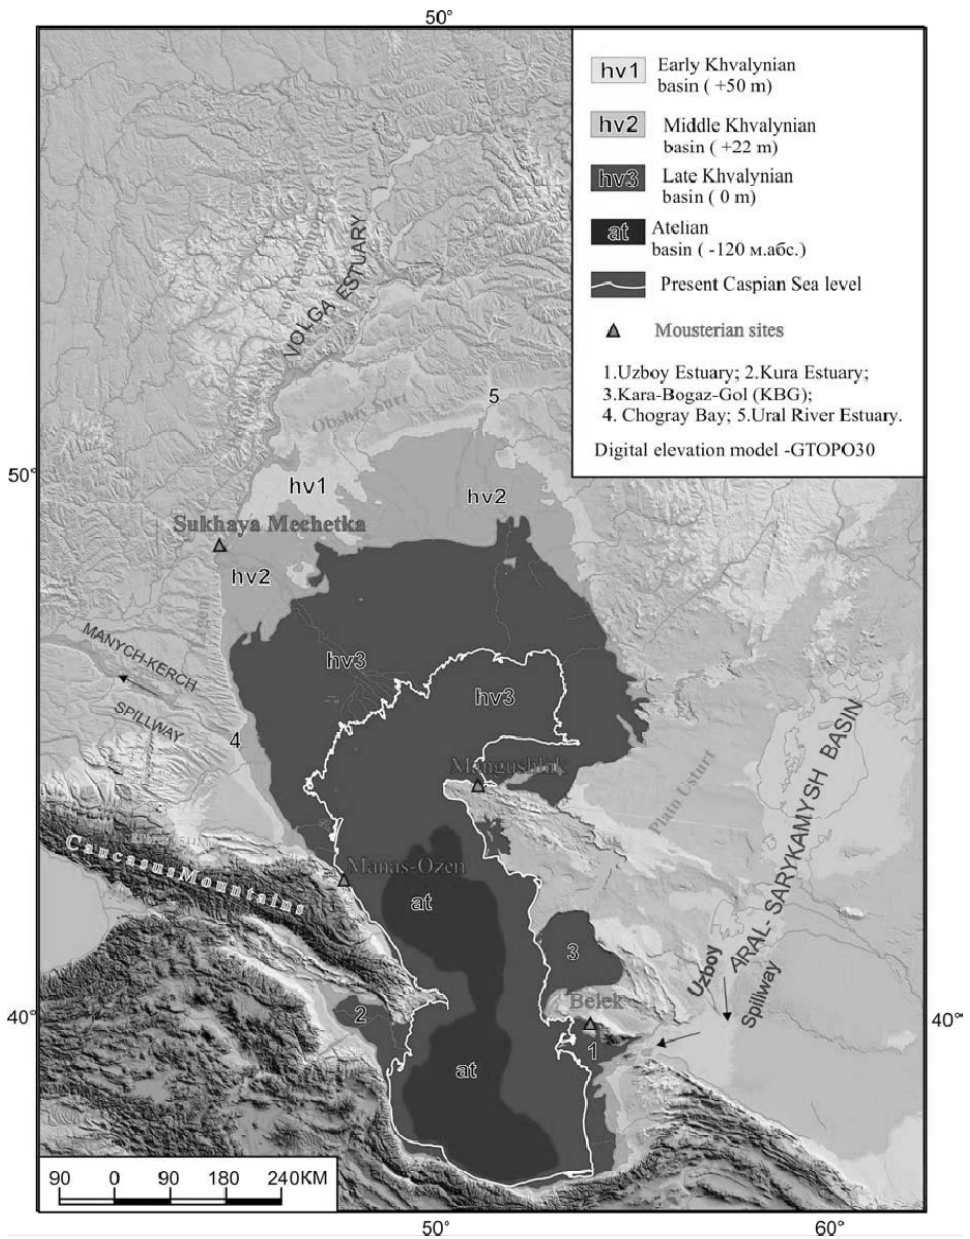 50°
hv1 Early Khvalynian
basin ( +50 m)
hv2 Middle Khvalynian
basin ( +22 m)
hv3 Late Khvalynian
basin ( 0 m)
at Atelian
basin ( -120 м.абс.)
Present Caspian Sea level
Mousterian sites
1.Uzboy Estuary; 2.Kura Estuary;
3.Kara-Bogaz-Gol (KBG);
4. Chogray Bay; 5.Ural River Estuary.
Digital elevation model -GTOPO30
VOLGA ESTUARY
5
Obshiy Surt
50°
hv1
hv2
Sukhaya Mechetka
hv2
MANYCH-KERCH
SPILLWAY
hv3
hv3
4
Mangushlak
Plato Usturt
ARAL- SARYKAMYSH BASIN
Caucasus Mountains
Manas-Ozen
at
3
Uzboy
Spillway
Belek
40°
40°
2
1
at
90 0 90 180 240KM
50°
60°